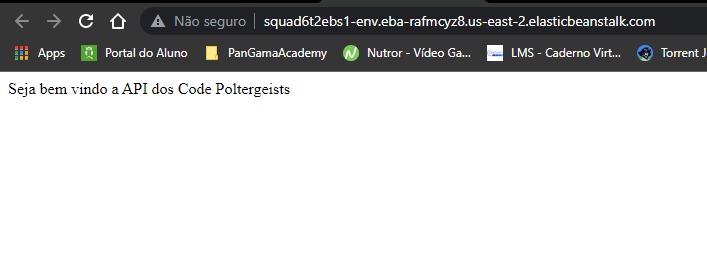 Não seguro squad6t2ebs1-env.eba-rafmcyz8.us-east-2.elasticbeanstalk.com
Apps Portal do Aluno PanGamaAcademy Nutror - Vídeo Ga... LMS - Caderno Virt... Torrent J
Seja bem vindo a API dos Code Poltergeists